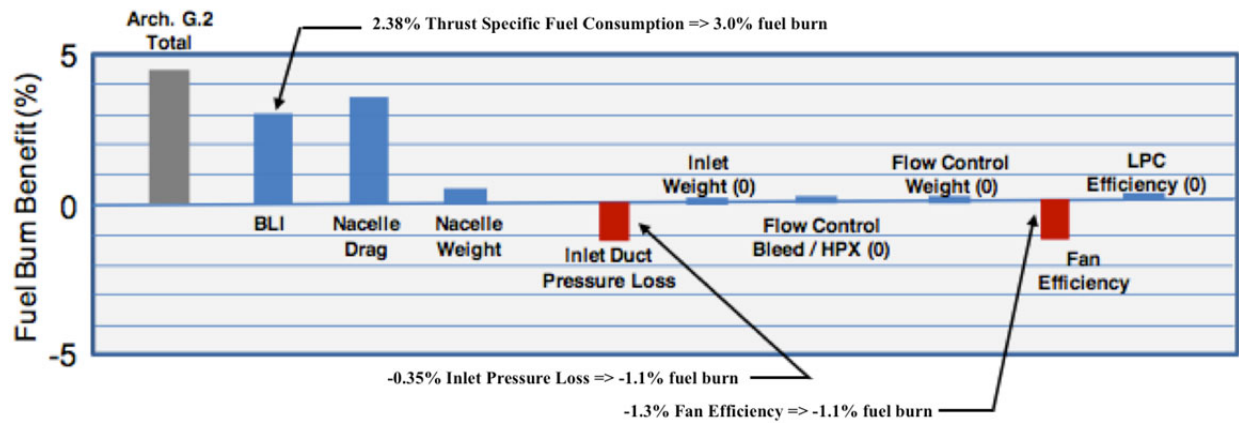 Arch. G.2
Total
2.38% Thrust Specific Fuel Consumption => 3.0% fuel burn
5
Fuel Burn Benefit (%)
0
-5
BLI
Nacelle
Drag
Nacelle
Weight
Inlet Duct
Pressure Loss
Inlet
Weight (0)
Flow Control
Bleed / HPX (0)
Flow Control
Weight (0)
Fan
Efficiency
LPC
Efficiency (0)
-0.35% Inlet Pressure Loss => -1.1% fuel burn
-1.3% Fan Efficiency => -1.1% fuel burn